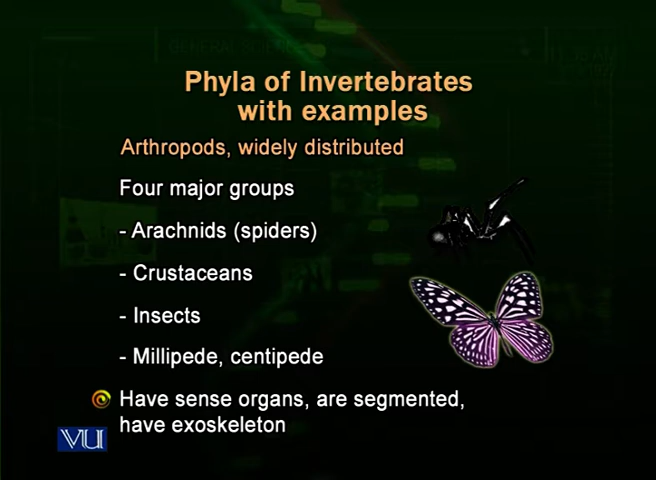 Phyla of Invertebrates
with examples
Arthropods, widely distributed
Four major groups
- Arachnids (spiders)
- Crustaceans
- Insects
- Millipede, centipede
Have sense organs, are segmented,
have exoskeleton
VU